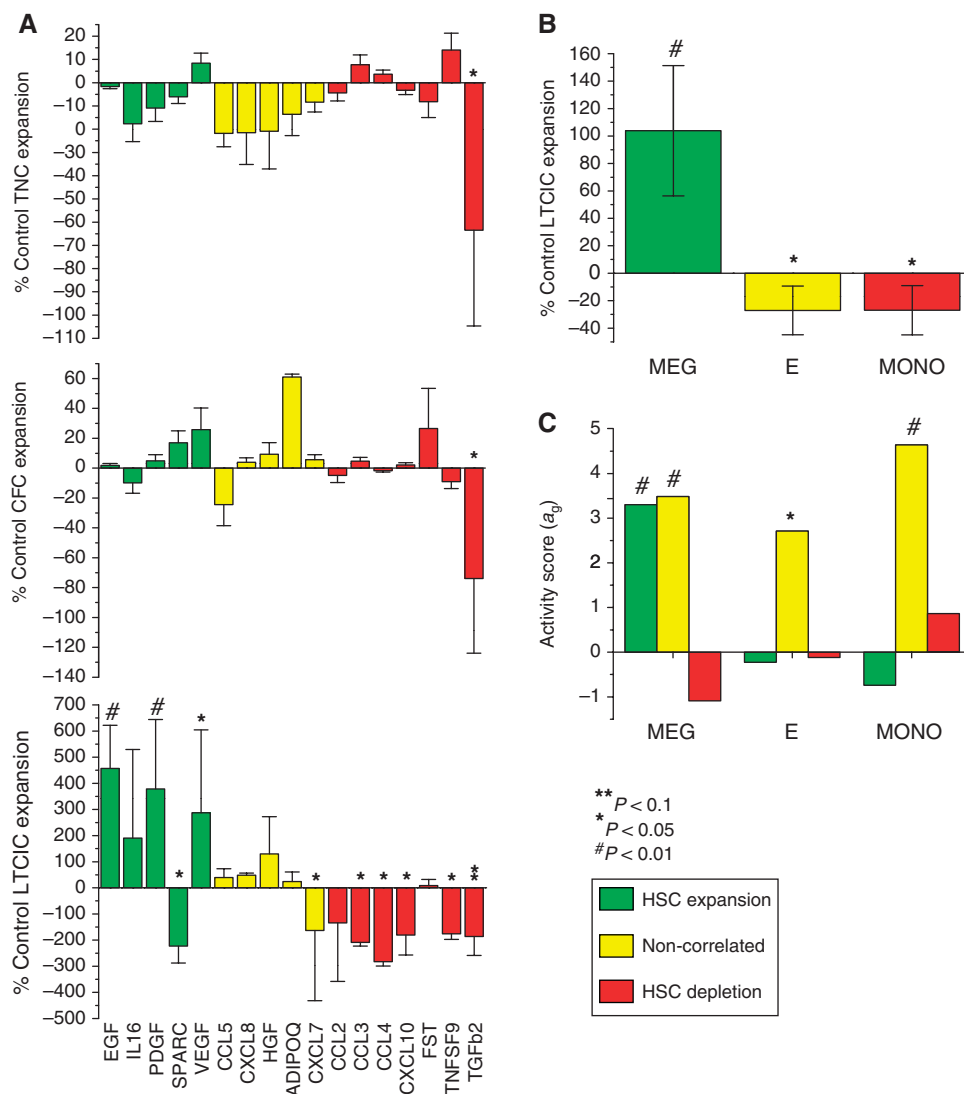 A
% Control TNC expansion
20
10
0
−10
0
−30
−40
−50
−60
−70
−80
−90
−100
−110
*
% Control CFC expansion
60
40
20
0
−20
−40
−60
−80
−100
−120
−140
*
% Control LTCIC expansion
700
600
500
400
300
200
100
0
−100
−200
−300
−400
−500
# # * * * * * * * **
EGF
IL16
PDGF
SPARC
VEGF
CCL5
CXCL8
HGF
ADIPOQ
CXCL7
CCL2
CCL3
CCL4
CXCL10
FST
TNFSF9
TGFb2
B
% Control LTCIC expansion
160
140
120
100
80
60
40
20
0
−20
−40
# * *
MEG E MONO
C
Activity score (ag)
5
4
3
2
1
0
−1
# # * #
MEG E MONO
**P < 0.1
*P < 0.05
#P < 0.01
HSC expansion
Non-correlated
HSC depletion